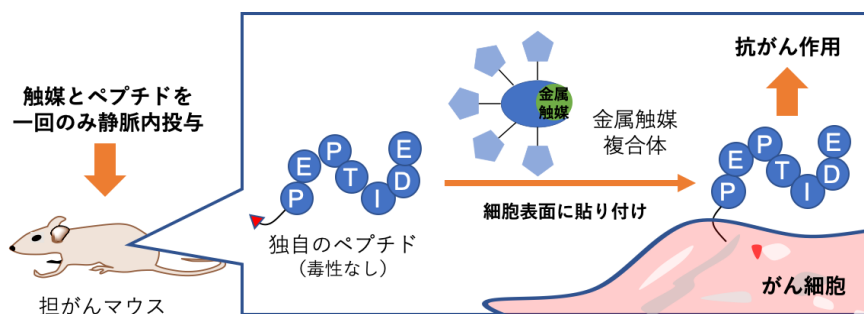 触媒とペプチドを
一回のみ静脈内投与
担がんマウス
PEPTIDE
独自のペプチド
(毒性なし)
金属
触媒
金属触媒
複合体
細胞表面に貼り付け
抗がん作用
PEPTIDE
がん細胞